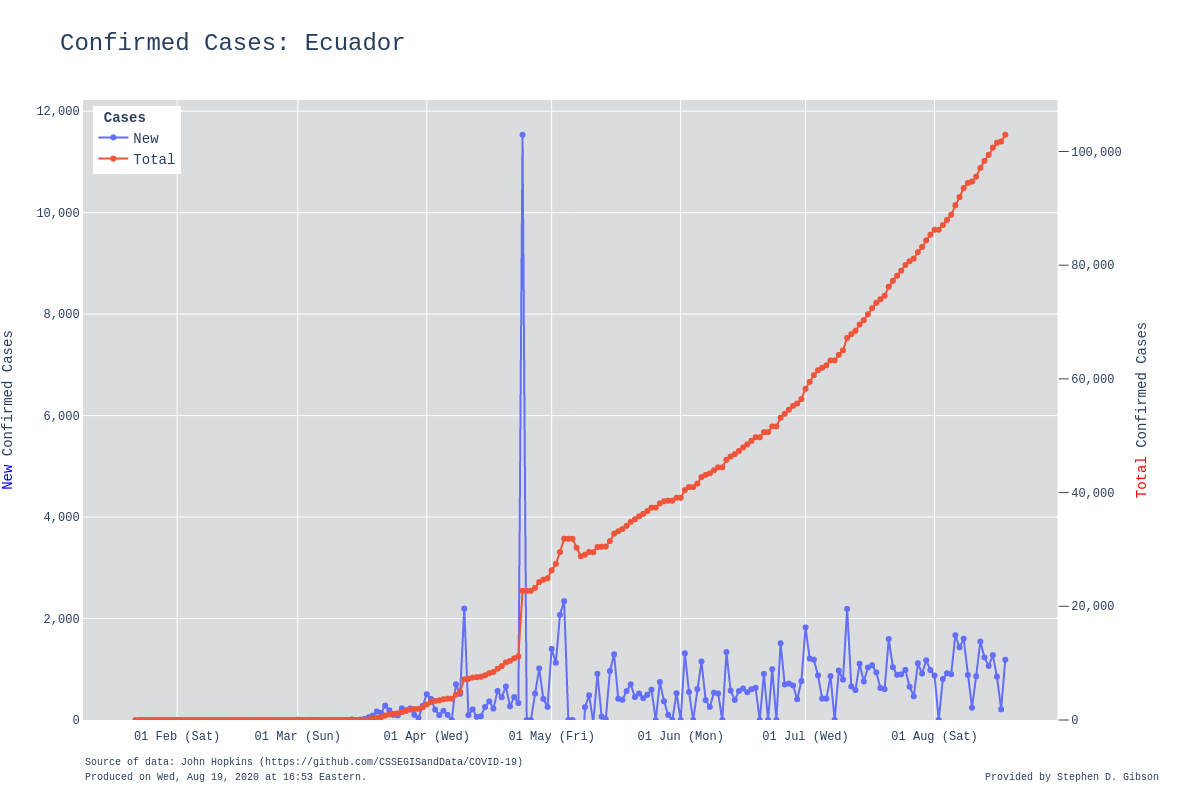 Confirmed Cases: Ecuador
Cases
New
Total
12,000
10,000
8,000
6,000
4,000
2,000
0
100,000
80,000
60,000
40,000
20,000
0
New Confirmed Cases
Total Confirmed Cases
01 Feb (Sat) 01 Mar (Sun) 01 Apr (Wed) 01 May (Fri) 01 Jun (Mon) 01 Jul (Wed) 01 Aug (Sat)
Source of data: John Hopkins (https://github.com/CSSEGISandData/COVID-19)
Produced on Wed, Aug 19, 2020 at 16:53 Eastern.
Provided by Stephen D. Gibson